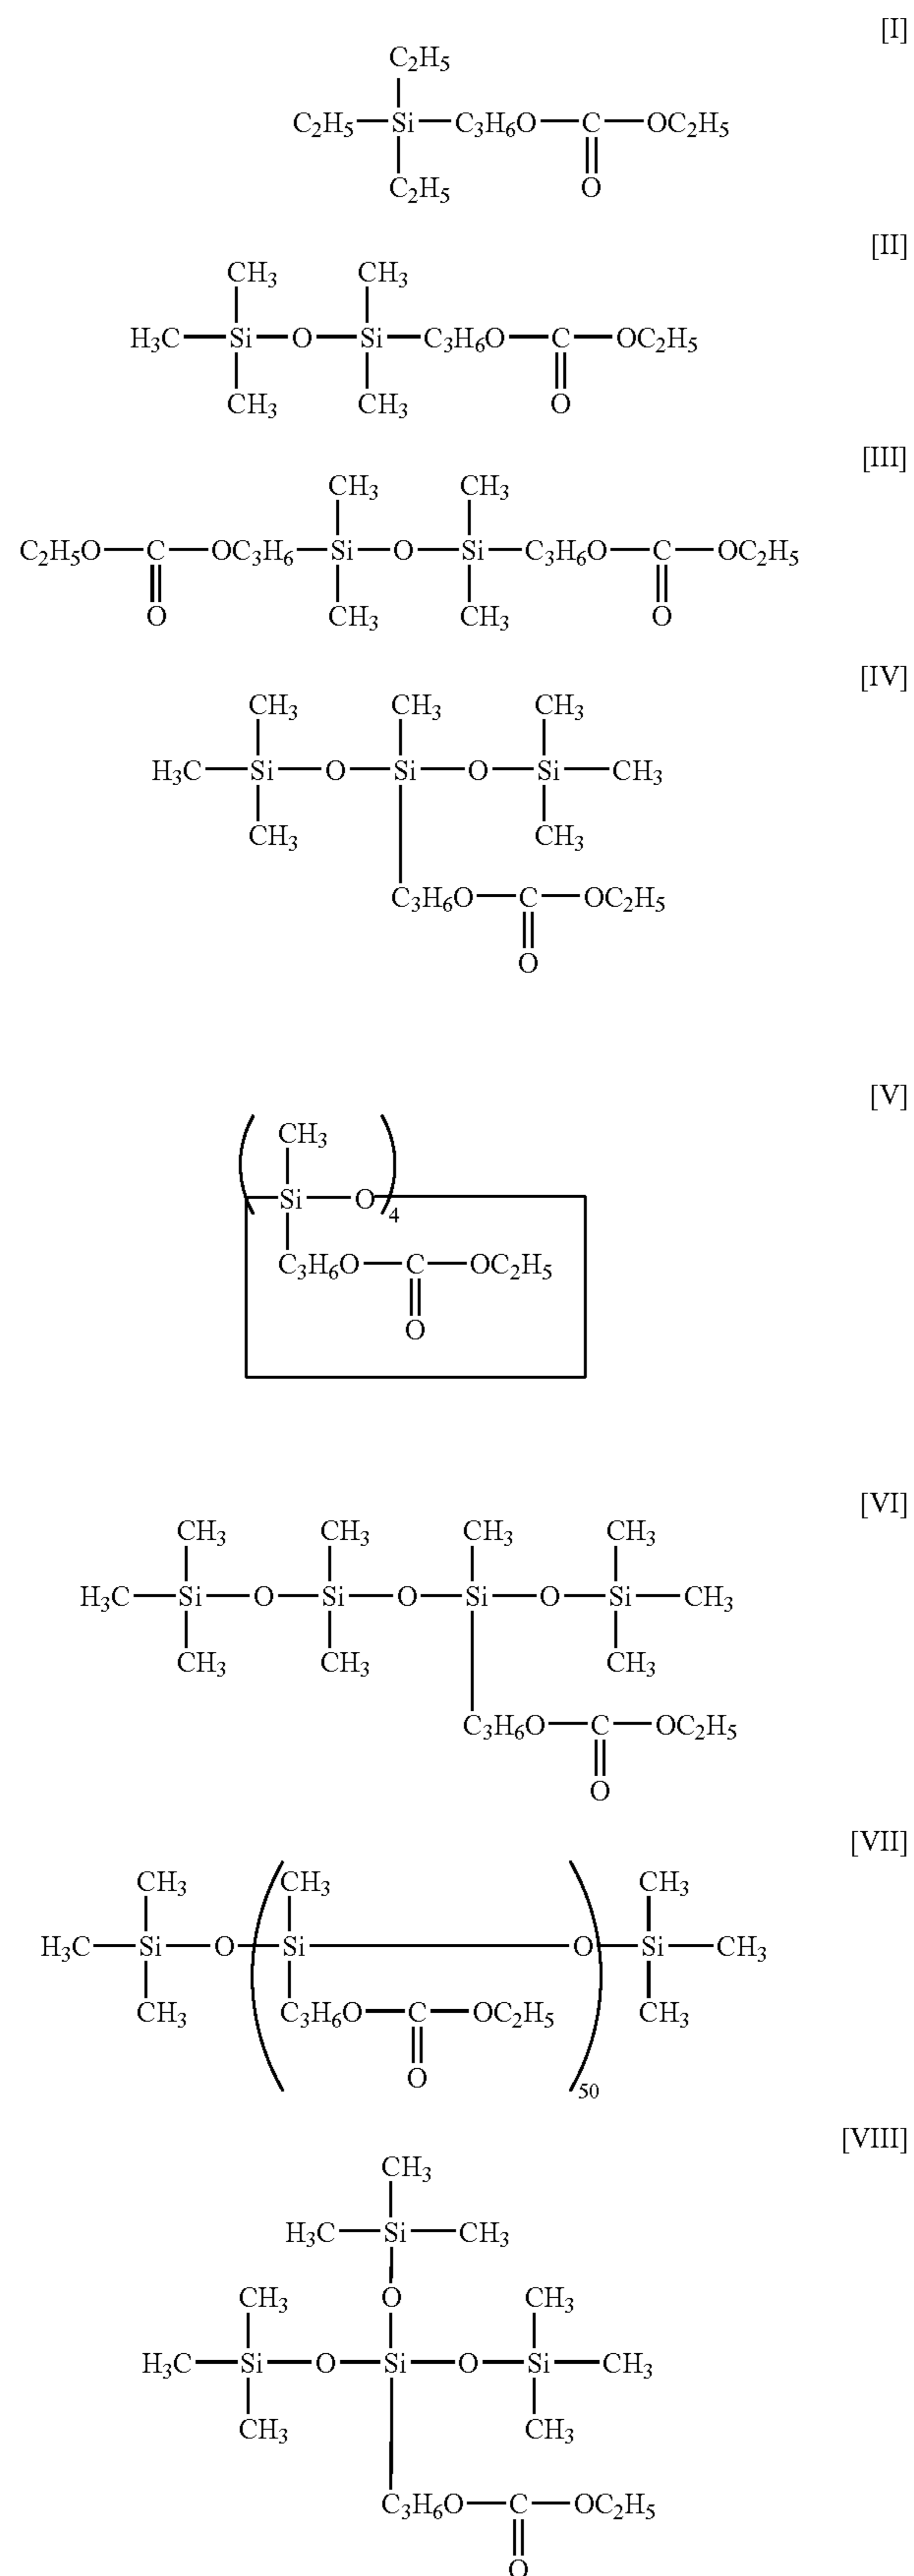 [I]
C₂H₅
C₂H₅—Si—C₃H₆O—C—OC₂H₅
C₂H₅ O
[II]
CH₃ CH₃
H₃C—Si—O—Si—C₃H₆O—C—OC₂H₅
CH₃ CH₃ O
[III]
CH₃ CH₃
C₂H₅O—C—OC₃H₆—Si—O—Si—C₃H₆O—C—OC₂H₅
O CH₃ CH₃ O
[IV]
CH₃ CH₃ CH₃
H₃C—Si—O—Si—O—Si—CH₃
CH₃ CH₃
C₃H₆O—C—OC₂H₅
O
[V]
CH₃
(Si—O)₄
C₃H₆O—C—OC₂H₅
O
[VI]
CH₃ CH₃ CH₃ CH₃
H₃C—Si—O—Si—O—Si—O—Si—CH₃
CH₃ CH₃ CH₃
C₃H₆O—C—OC₂H₅
O
[VII]
CH₃ CH₃ CH₃
H₃C—Si—O—(Si—O)—Si—CH₃
CH₃ C₃H₆O—C—OC₂H₅ CH₃
O
50
[VIII]
CH₃
H₃C—Si—CH₃
CH₃ O CH₃
H₃C—Si—O—Si—O—Si—CH₃
CH₃ CH₃
C₃H₆O—C—OC₂H₅
O